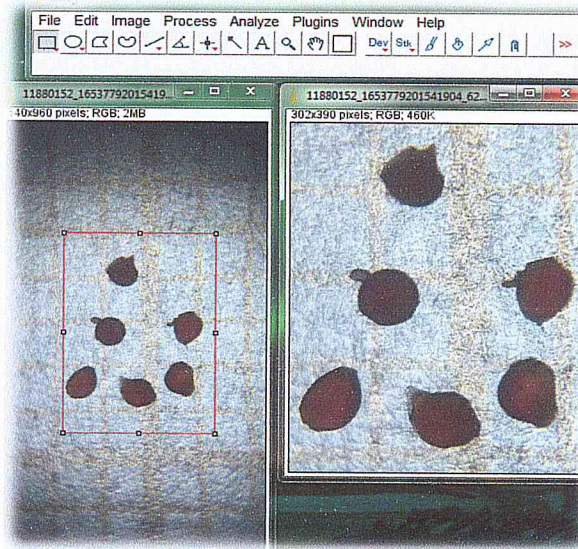 File Edit Image Process Analyze Plugins Window Help
A Dev Stk >>
11880152_16537792015419...
40x960 pixels; RGB; 2MB
11880152_1653779201541904_62...
302x390 pixels; RGB; 460K